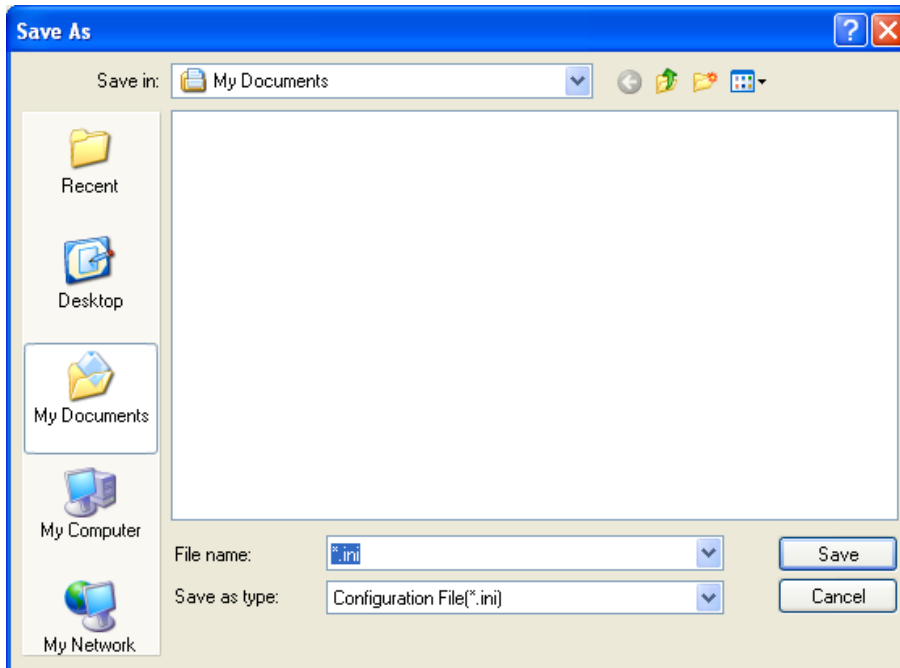 Save As
Save in: My Documents
Recent
Desktop
My Documents
My Computer
My Network
File name: *.ini Save
Save as type: Configuration File(*.ini) Cancel